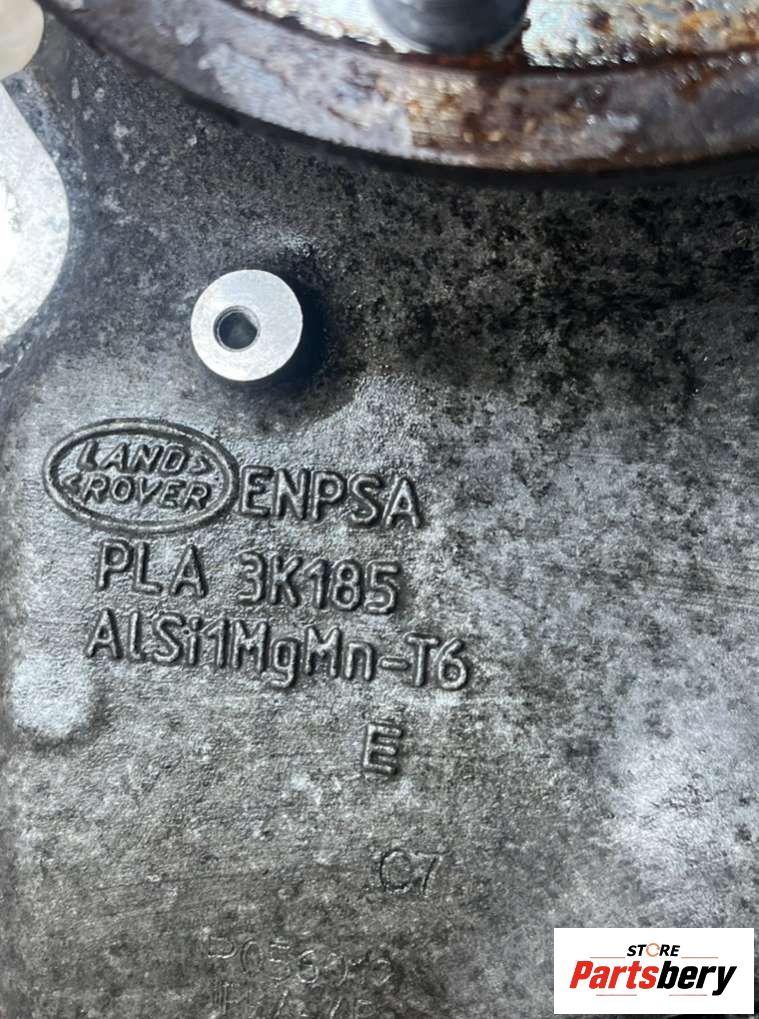 LAND
ROVER
ENPSA
PLA 3K185
ALSi1MgMn-T6
E
C7
STORE
Partsbery